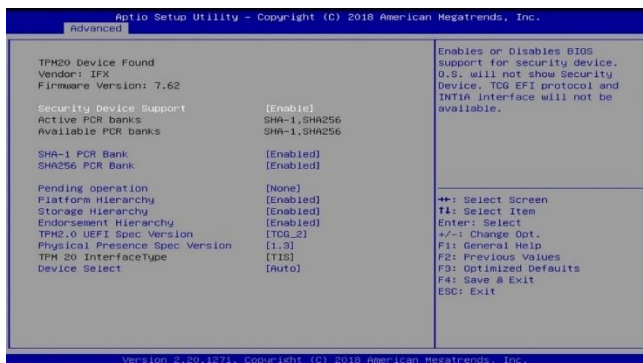 Aptio Setup Utility – Copyright (C) 2018 American Megatrends, Inc.
Advanced
TPM20 Device Found
Vendor: IFX
Firmware Version: 7.62
Security Device Support [Enable]
Active PCR banks SHA-1,SHA256
Available PCR banks SHA-1,SHA256
SHA-1 PCR Bank [Enabled]
SHA256 PCR Bank [Enabled]
Pending operation [None]
Platform Hierarchy [Enabled]
Storage Hierarchy [Enabled]
Endorsement Hierarchy [Enabled]
TPM2.0 UEFI Spec Version [TCG_2]
Physical Presence Spec Version [1.3]
TPM 20 InterfaceType [TIS]
Device Select [Auto]
Enables or Disables BIOS
support for security device.
O.S. will not show Security
Device. TCG EFI protocol and
INT1A interface will not be
available.
→←: Select Screen
↑↓: Select Item
Enter: Select
+/-: Change Opt.
F1: General Help
F2: Previous Values
F3: Optimized Defaults
F4: Save & Exit
ESC: Exit
Version 2.20.1271. Copyright (C) 2018 American Megatrends, Inc.